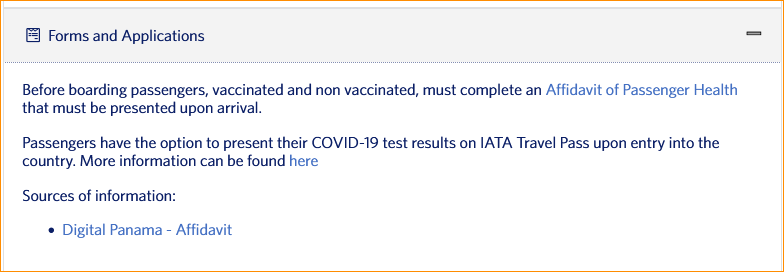 Forms and Applications
Before boarding passengers, vaccinated and non vaccinated, must complete an Affidavit of Passenger Health
that must be presented upon arrival.
Passengers have the option to present their COVID-19 test results on IATA Travel Pass upon entry into the
country. More information can be found here
Sources of information:
• Digital Panama - Affidavit